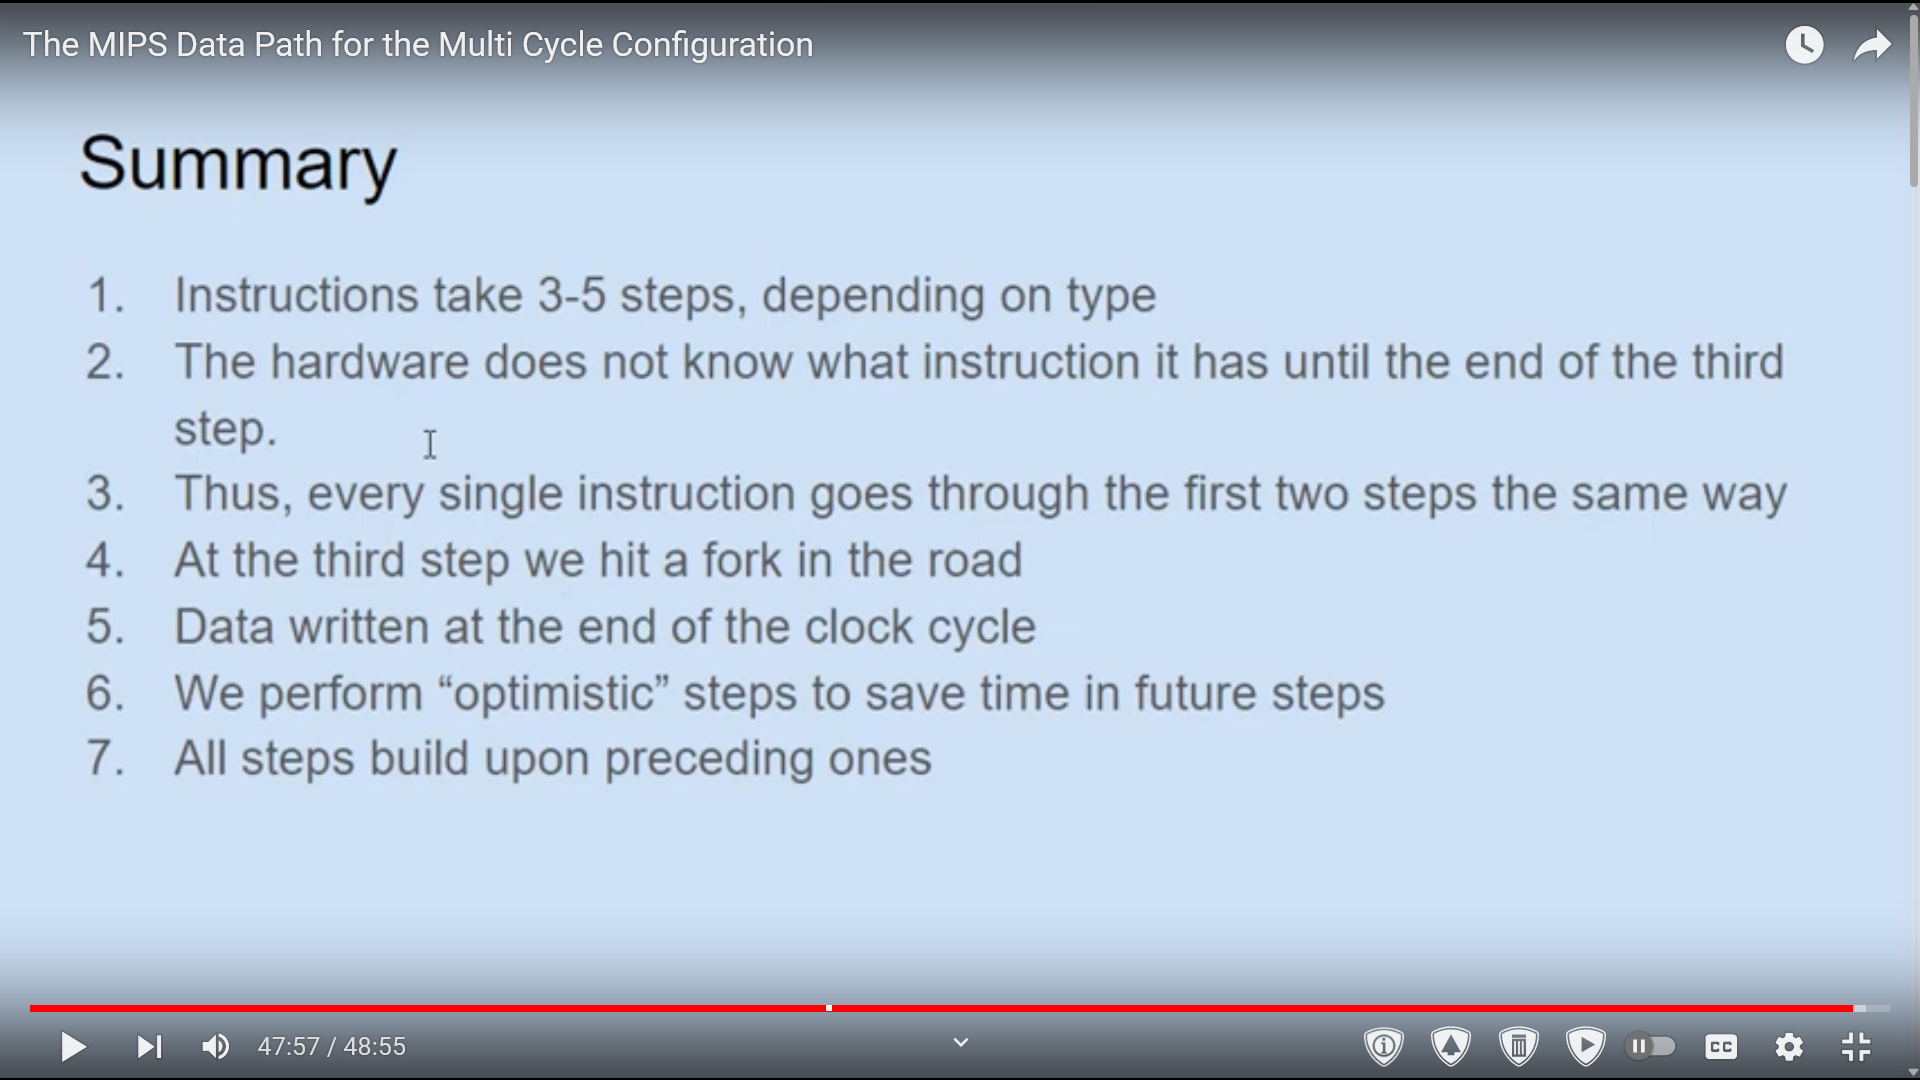 The MIPS Data Path for the Multi Cycle Configuration
Summary
1. Instructions take 3-5 steps, depending on type
2. The hardware does not know what instruction it has until the end of the third
step.
3. Thus, every single instruction goes through the first two steps the same way
4. At the third step we hit a fork in the road
5. Data written at the end of the clock cycle
6. We perform “optimistic” steps to save time in future steps
7. All steps build upon preceding ones
47:57 / 48:55
CC